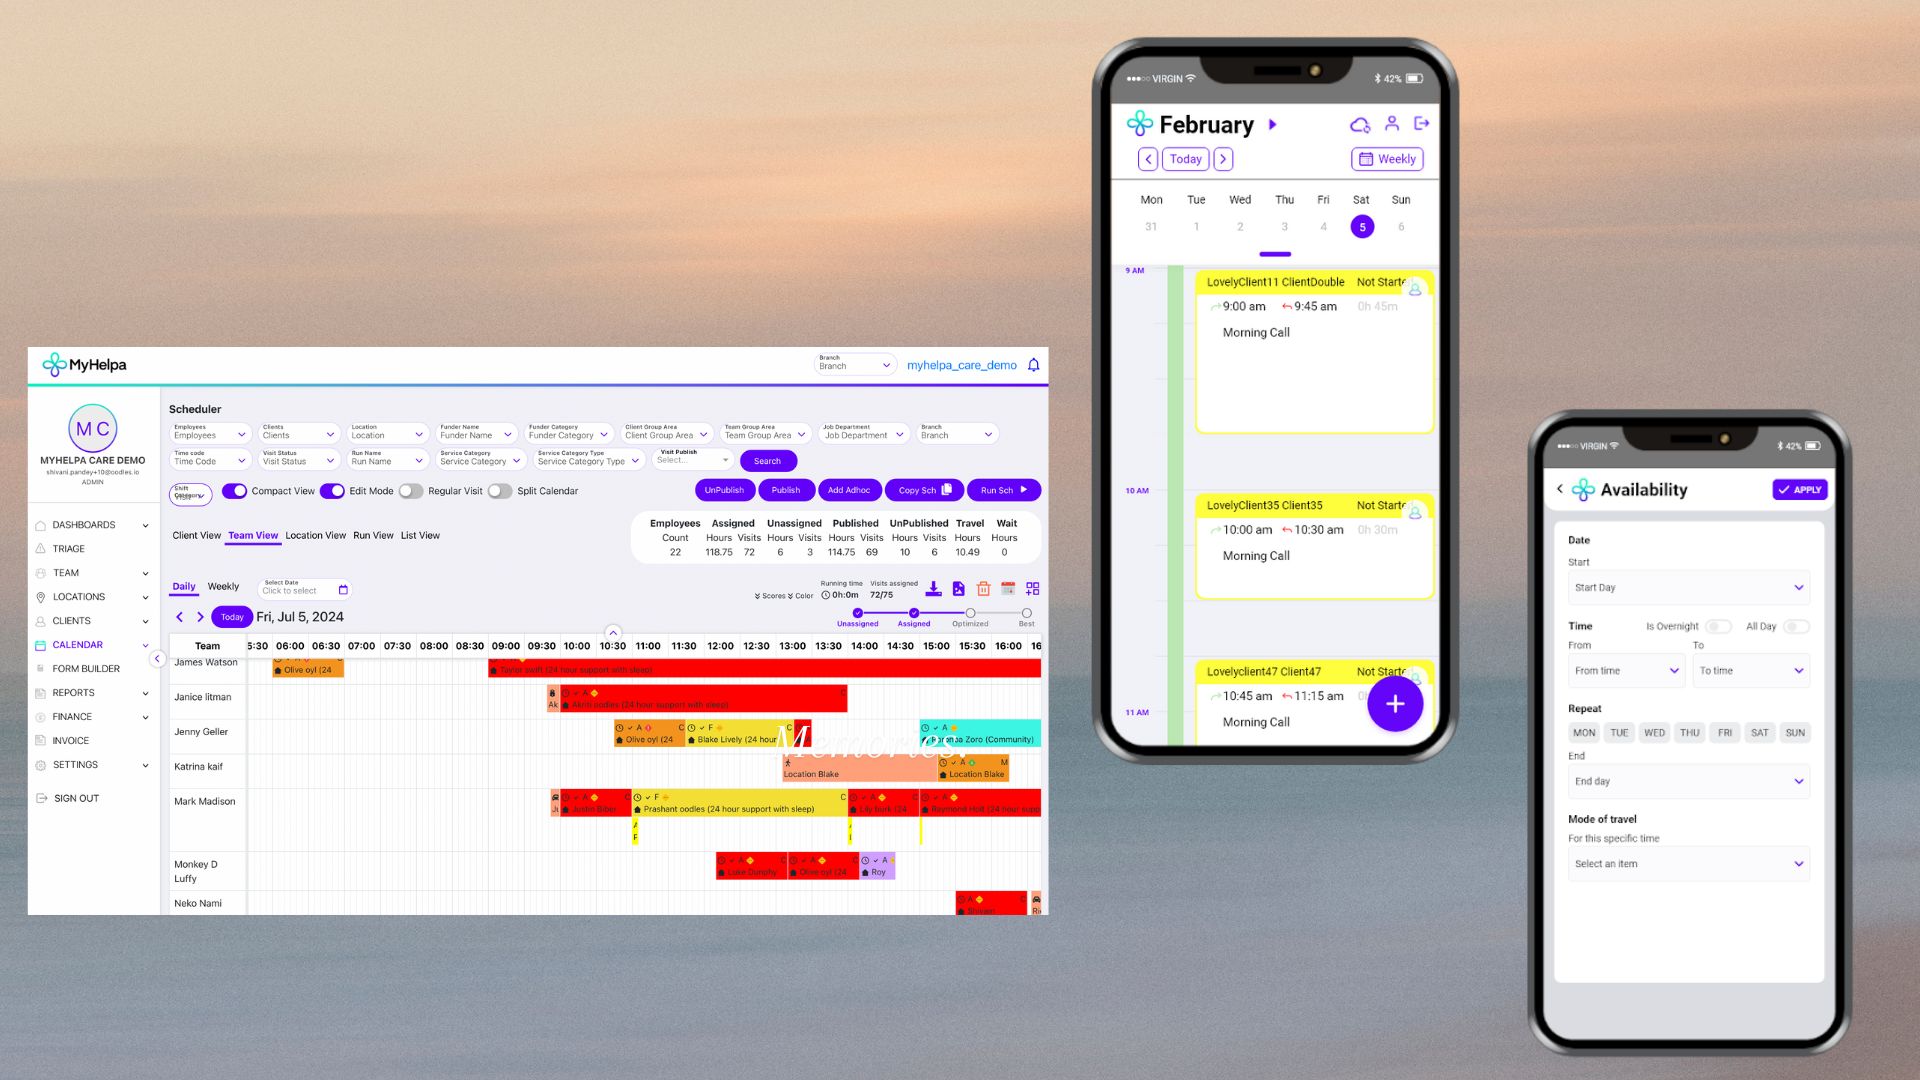 MyHelpa
Branch
Branch
myhelpa_care_demo
MC
MYHELPA CARE DEMO
shivani.pandey+10@oodles.io
ADMIN
DASHBOARDS
TRIAGE
TEAM
LOCATIONS
CLIENTS
CALENDAR
FORM BUILDER
REPORTS
FINANCE
INVOICE
SETTINGS
SIGN OUT
Scheduler
Employees Clients Location Funder Name Funder Category Client Group Area Team Group Area Job Department Branch
Employees Clients Location Funder Name Funder Category Client Group Area Team Group Area Job Department Branch
Time code Visit Status Run Name Service Category Service Category Type Visit Publish
Time Code Visit Status Run Name Service Category Service Category Type Select... Search
Shift
Category
Compact View Edit Mode Regular Visit Split Calendar UnPublish Publish Add Adhoc Copy Sch Run Sch
Client View Team View Location View Run View List View
Employees Assigned Unassigned Published UnPublished Travel Wait
Count Hours Visits Hours Visits Hours Visits Hours Visits Hours Hours
22 118.75 72 6 3 114.75 69 10 6 10.49 0
Daily Weekly
Select Date
Click to select
Scores Color
Running time Visits assigned
0h:0m 72/75
Today Fri, Jul 5, 2024
Unassigned Assigned Optimized Best
Team 5:30 06:00 06:30 07:00 07:30 08:00 08:30 09:00 09:30 10:00 10:30 11:00 11:30 12:00 12:30 13:00 13:30 14:00 14:30 15:00 15:30 16:00 16
James Watson
Olive oyl (24
Taylor swift (24 hour support with sleep)
Janice litman
A C
Ak Akriti oodles (24 hour support with sleep)
Jenny Geller
A C F C
Olive oyl (24 Blake Lively (24 hour
Roronoa Zoro (Community)
Memories.
Katrina kaif
A M
Location Blake Location Blake
Mark Madison
A F C A C A
Justin Biber Prashant oodles (24 hour support with sleep) Lily burk (24 Raymond Holt (24 hour supp
Monkey D
Luffy
A C A C A
Luke Dunphy Olive oyl (24 Roy
Neko Nami
A C
Shivam
VIRGIN 42%
February
Today Weekly
Mon Tue Wed Thu Fri Sat Sun
31 1 2 3 4 5 6
9 AM
LovelyClient11 ClientDouble Not Starte
9:00 am 9:45 am 0h 45m
Morning Call
10 AM
LovelyClient35 Client35 Not Starte
10:00 am 10:30 am 0h 30m
Morning Call
Lovelyclient47 Client47 Not Starte
10:45 am 11:15 am
11 AM
Morning Call
+
VIRGIN 42%
Availability APPLY
Date
Start
Start Day
Time Is Overnight All Day
From To
From time To time
Repeat
MON TUE WED THU FRI SAT SUN
End
End day
Mode of travel
For this specific time
Select an item